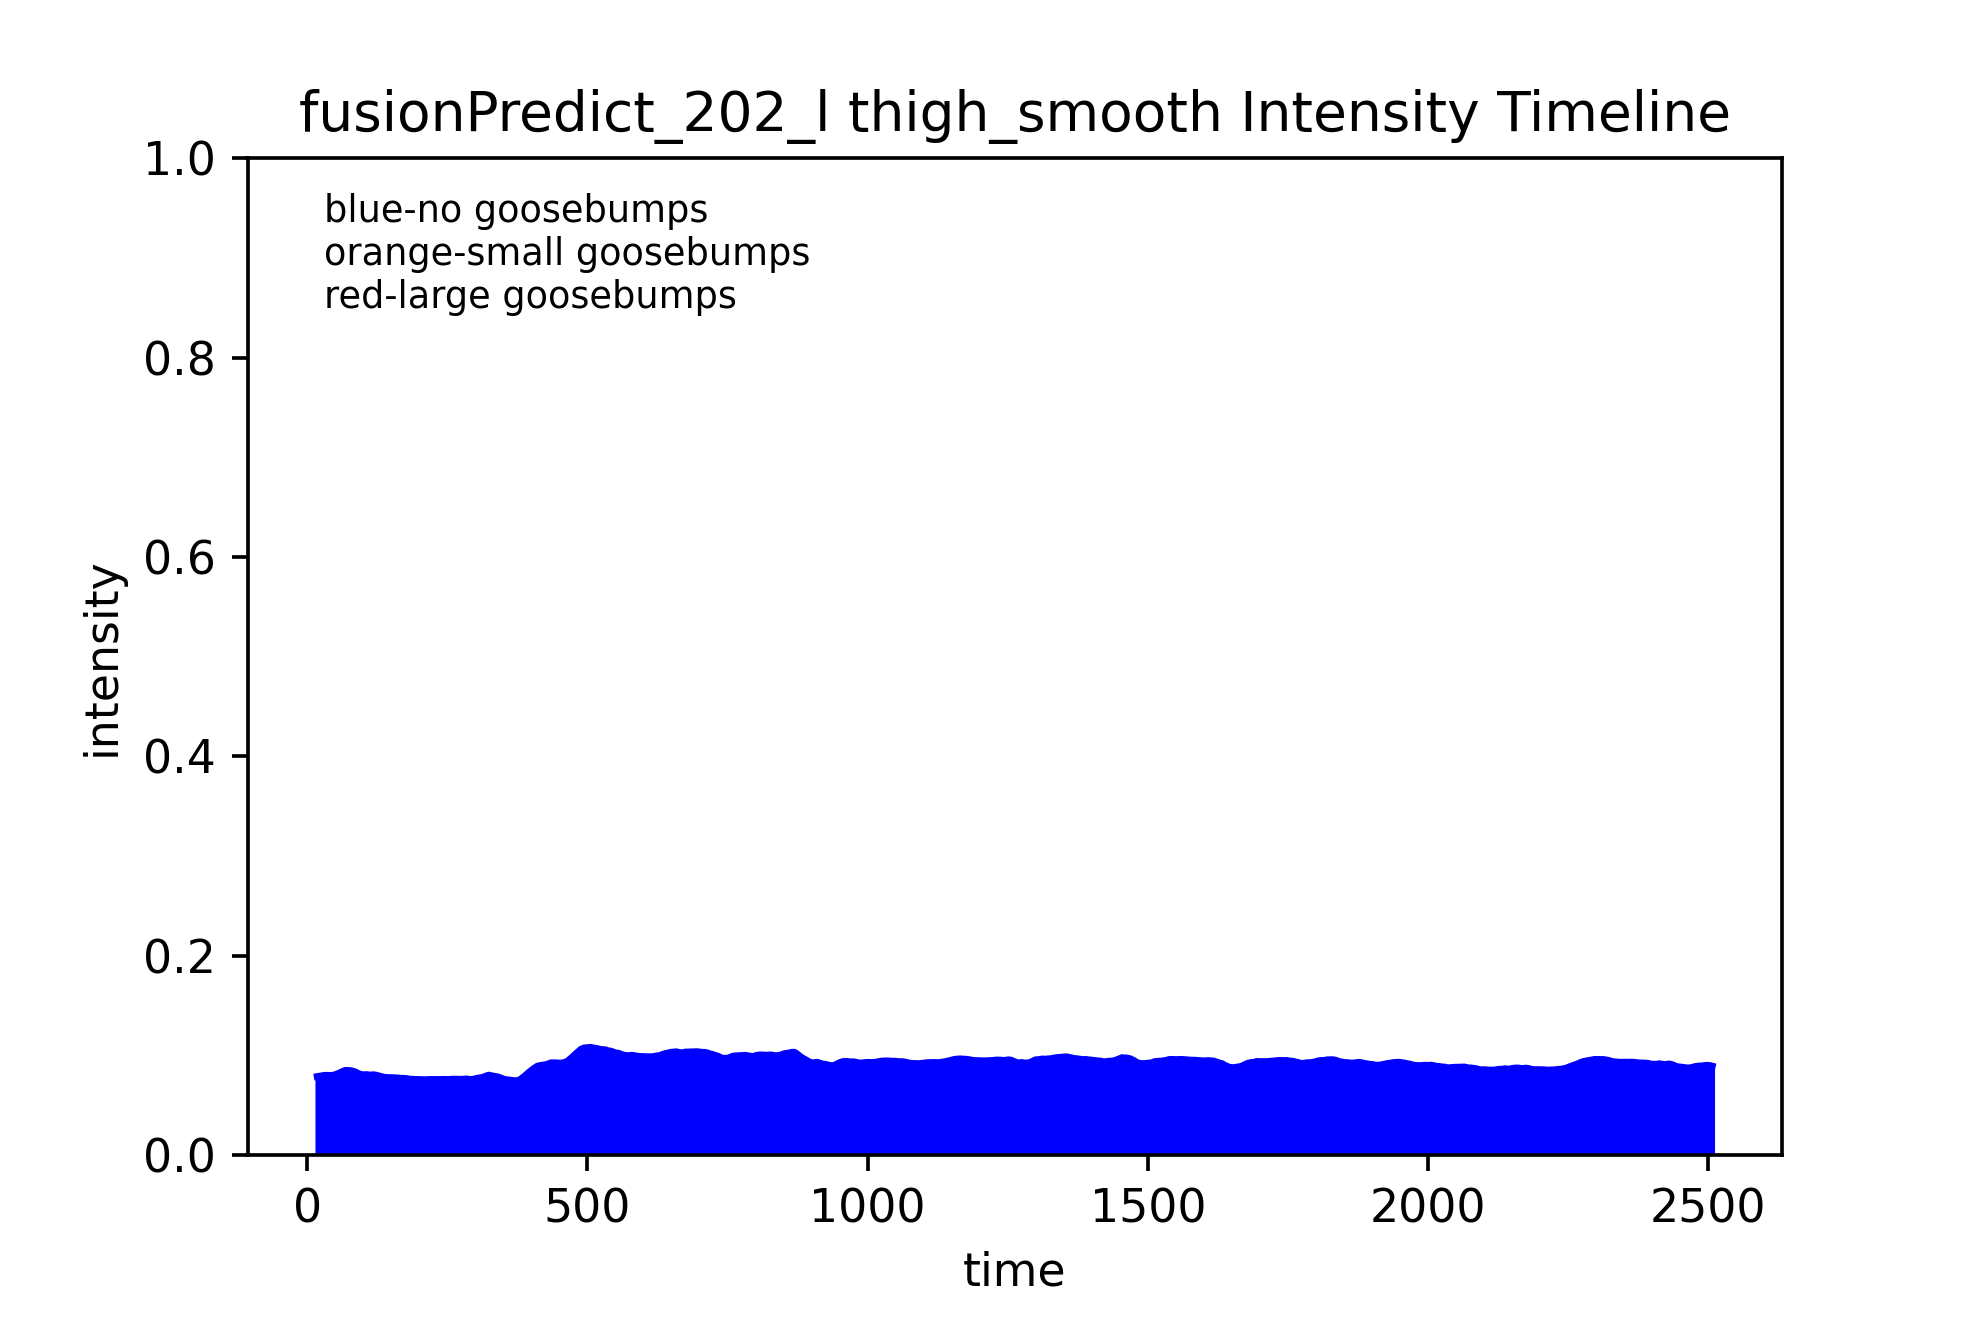 fusionPredict_202_l thigh_smooth Intensity Timeline
1.0
blue-no goosebumps
orange-small goosebumps
red-large goosebumps
0.8
0.6
intensity
0.4
0.2
0.0
0 500 1000 1500 2000 2500
time